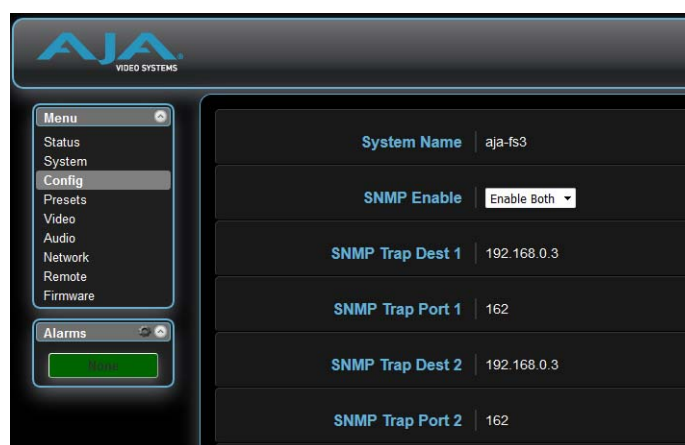 AJA
VIDEO SYSTEMS
Menu
Status
System
Config
Presets
Video
Audio
Network
Remote
Firmware
Alarms
None
System Name aja-fs3
SNMP Enable Enable Both
SNMP Trap Dest 1 192.168.0.3
SNMP Trap Port 1 162
SNMP Trap Dest 2 192.168.0.3
SNMP Trap Port 2 162